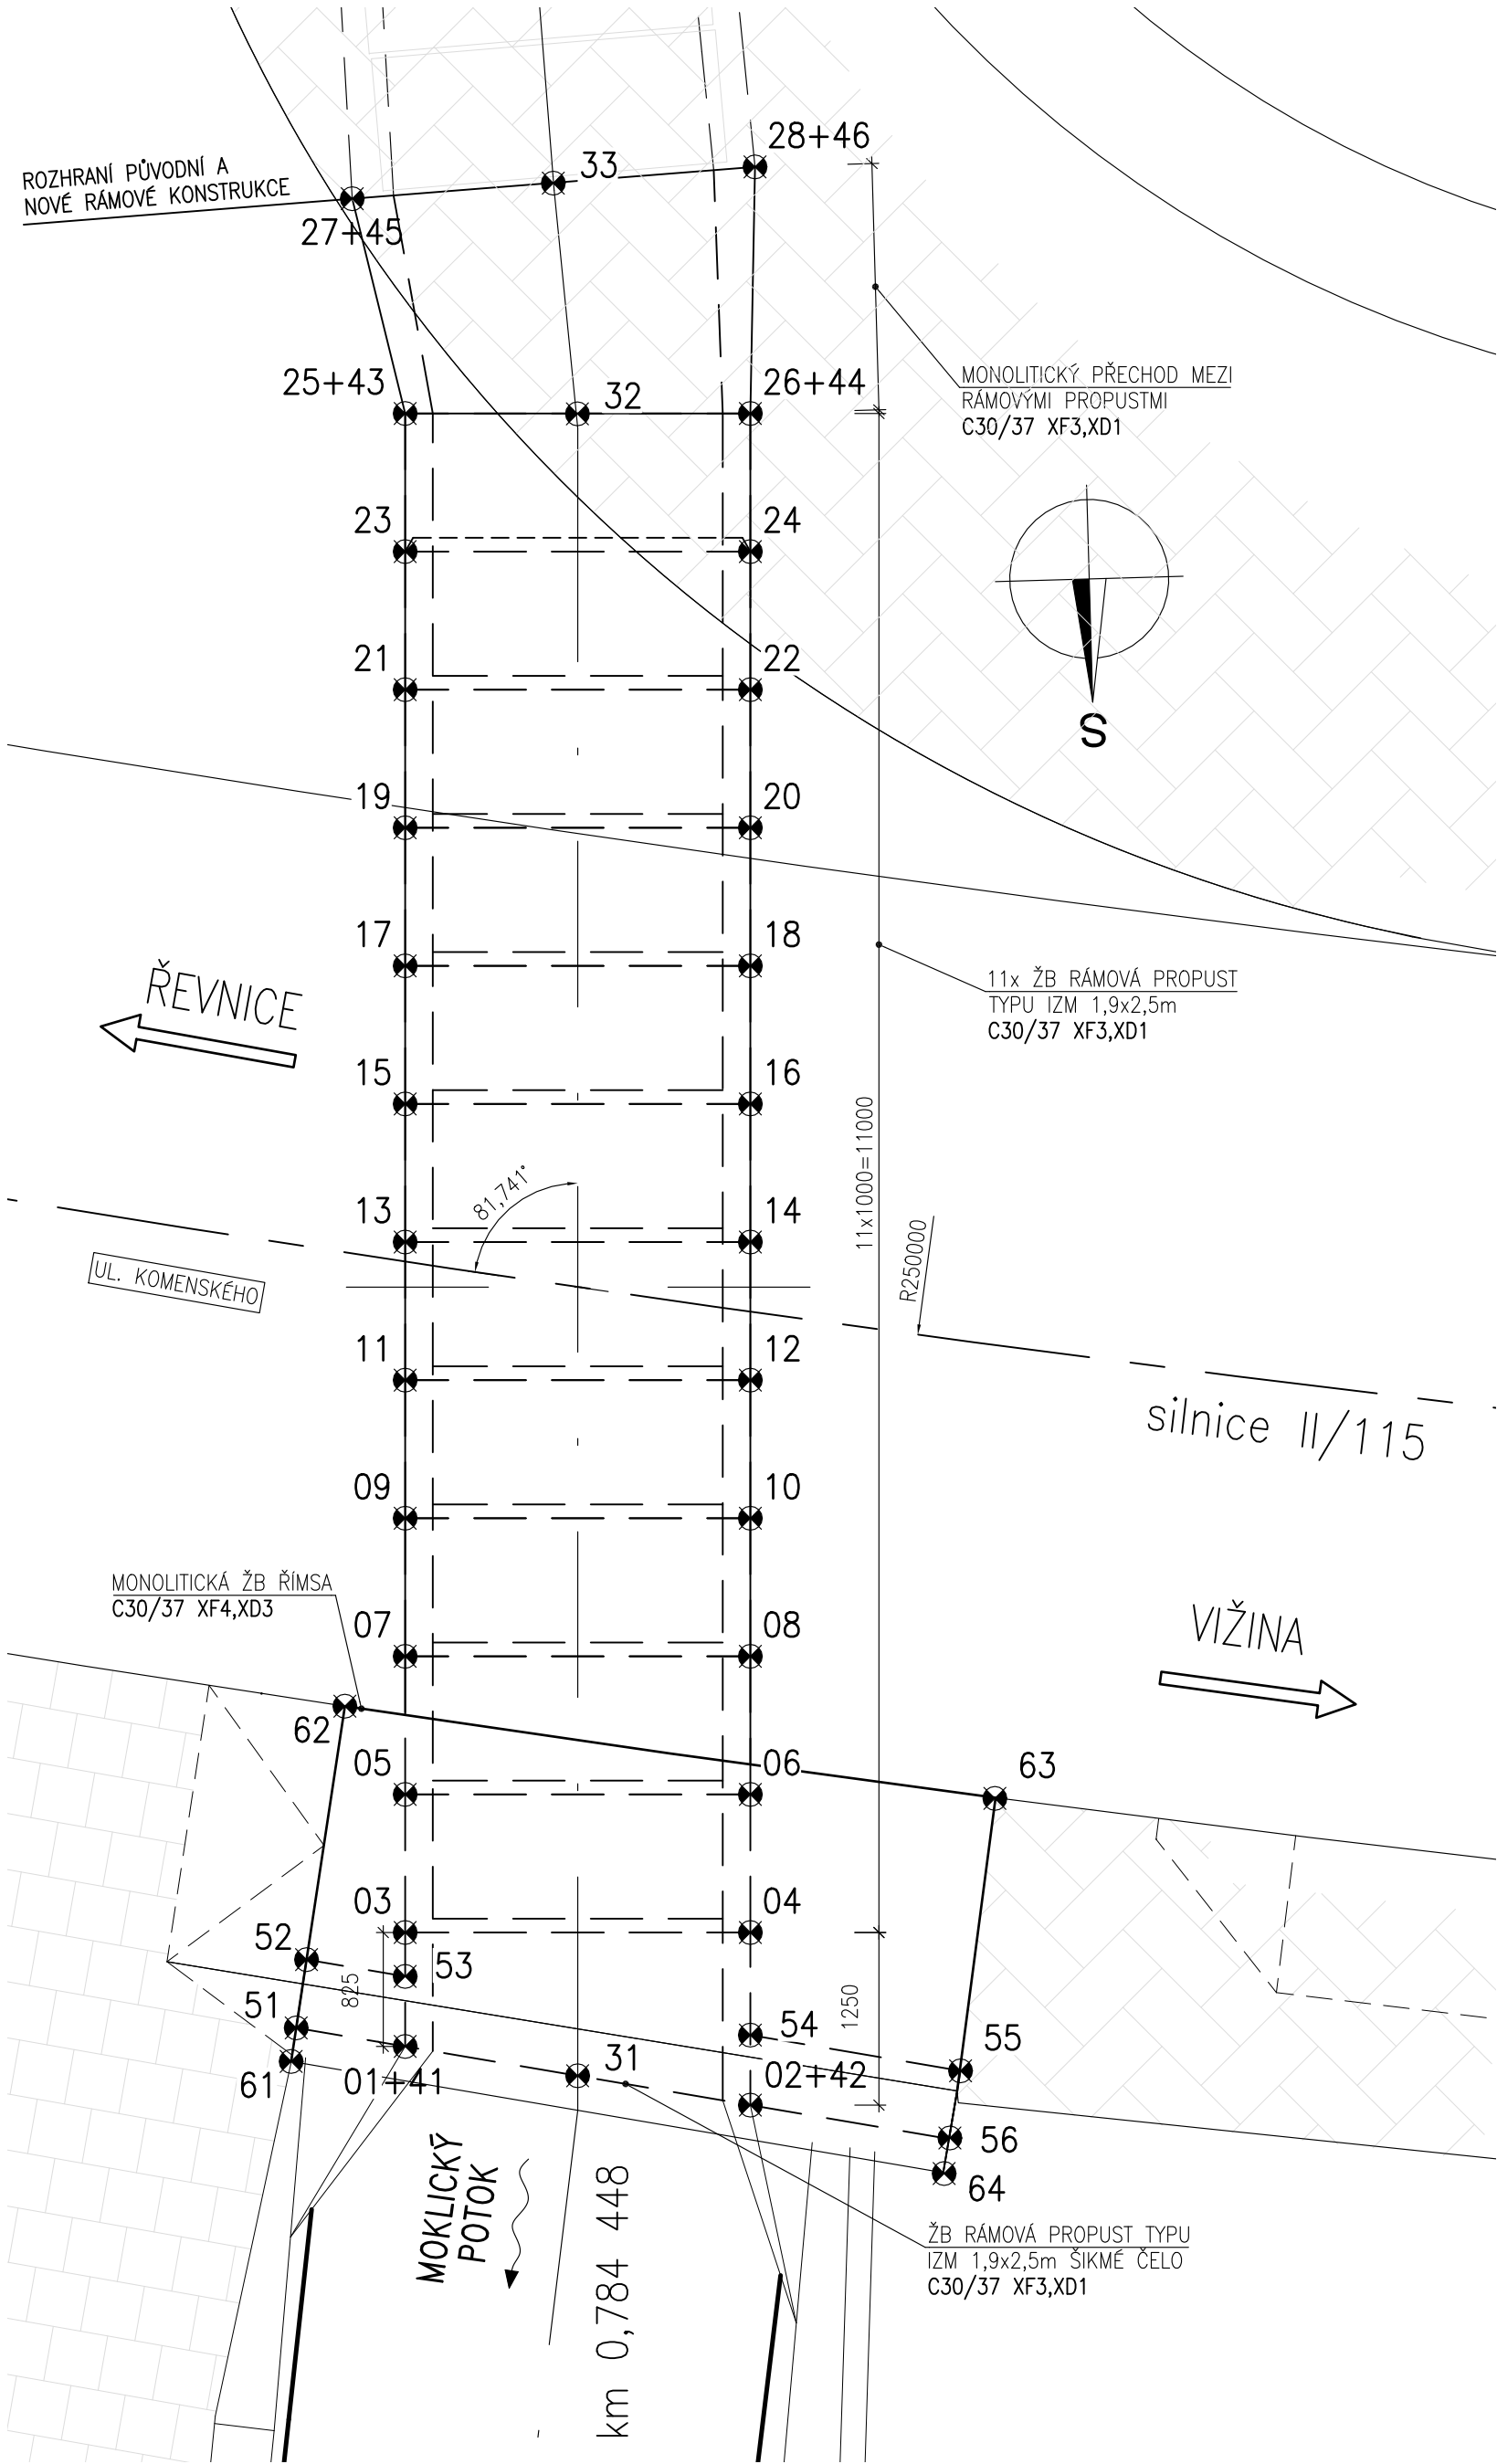 28+46
33
ROZHRANÍ PŮVODNÍ A
NOVÉ RÁMOVÉ KONSTRUKCE
27+45
MONOLITICKÝ PŘECHOD MEZI
RÁMOVÝMI PROPUSTMI
C30/37 XF3,XD1
25+43
32
26+44
23
24
21
22
S
19
20
17
18
ŘEVNICE
11x ŽB RÁMOVÁ PROPUST
TYPU IZM 1,9x2,5m
C30/37 XF3,XD1
15
16
11x1000=11000
81,741°
13
14
R250000
UL. KOMENSKÉHO
11
12
silnice II/115
09
10
MONOLITICKÁ ŽB ŘÍMSA
C30/37 XF4,XD3
07
08
VIŽINA
62
05
06
63
03
04
52
53
825
1250
51
54
55
61
01+41
31
02+42
56
64
MOKLICKÝ
POTOK
km 0,784 448
ŽB RÁMOVÁ PROPUST TYPU
IZM 1,9x2,5m ŠIKMÉ ČELO
C30/37 XF3,XD1